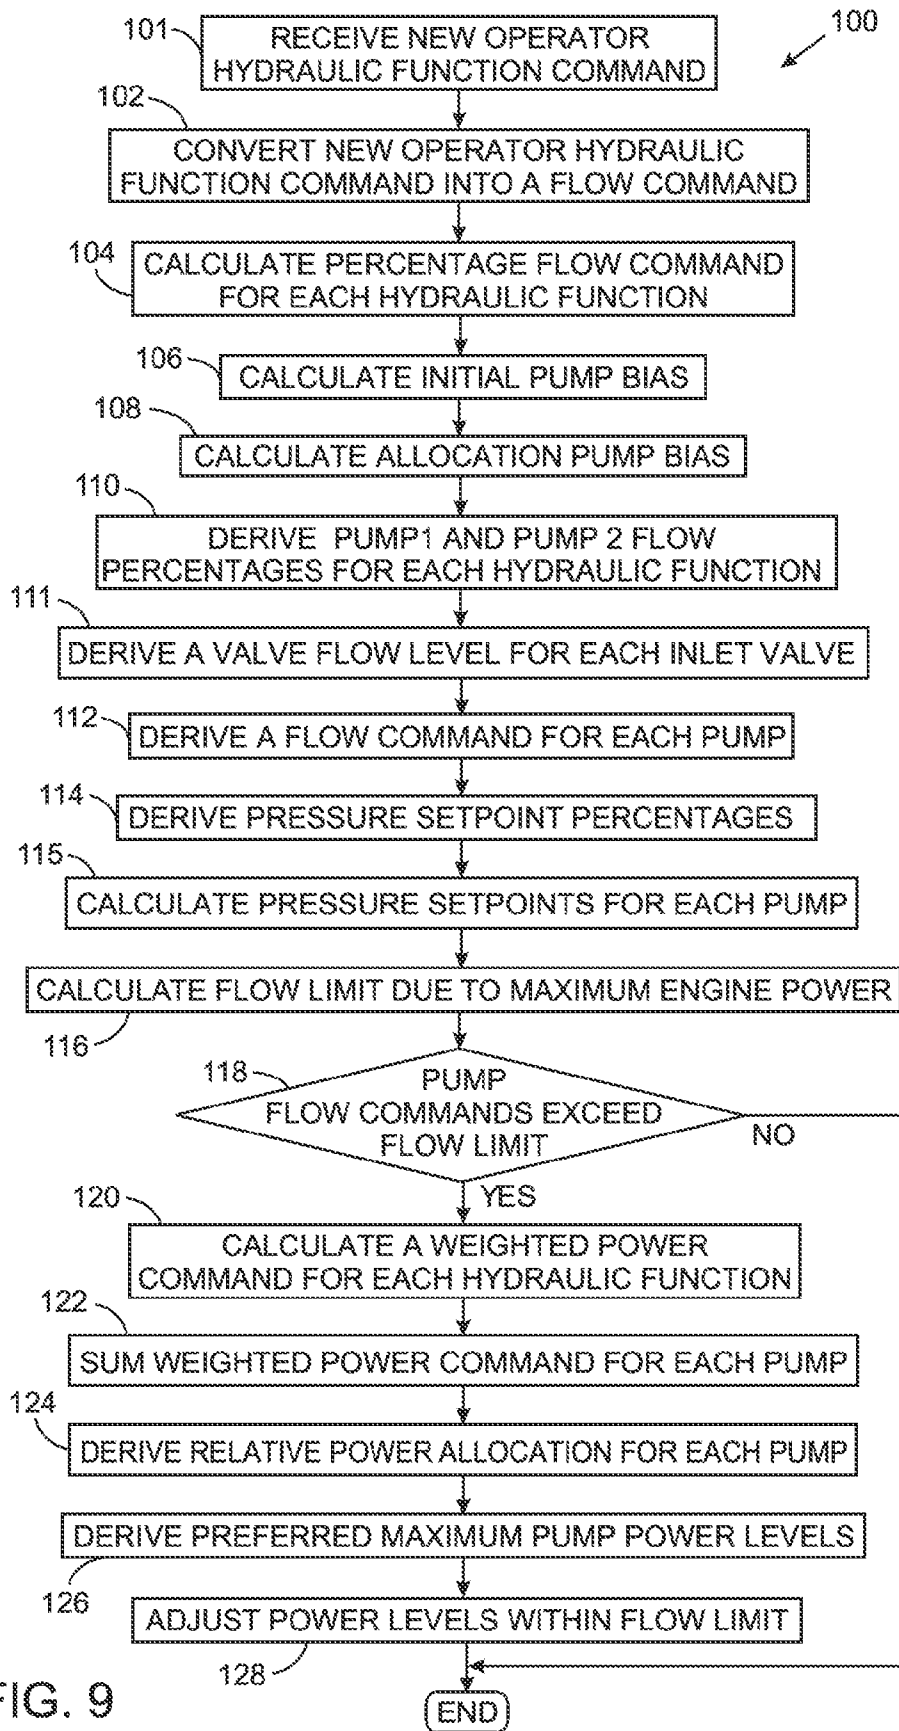 100
101
RECEIVE NEW OPERATOR
HYDRAULIC FUNCTION COMMAND
102
CONVERT NEW OPERATOR HYDRAULIC
FUNCTION COMMAND INTO A FLOW COMMAND
104
CALCULATE PERCENTAGE FLOW COMMAND
FOR EACH HYDRAULIC FUNCTION
106
CALCULATE INITIAL PUMP BIAS
108
CALCULATE ALLOCATION PUMP BIAS
110
DERIVE PUMP1 AND PUMP 2 FLOW
PERCENTAGES FOR EACH HYDRAULIC FUNCTION
111
DERIVE A VALVE FLOW LEVEL FOR EACH INLET VALVE
112
DERIVE A FLOW COMMAND FOR EACH PUMP
114
DERIVE PRESSURE SETPOINT PERCENTAGES
115
CALCULATE PRESSURE SETPOINTS FOR EACH PUMP
CALCULATE FLOW LIMIT DUE TO MAXIMUM ENGINE POWER
116
118
PUMP
FLOW COMMANDS EXCEED
FLOW LIMIT
NO
YES
120
CALCULATE A WEIGHTED POWER
COMMAND FOR EACH HYDRAULIC FUNCTION
122
SUM WEIGHTED POWER COMMAND FOR EACH PUMP
124
DERIVE RELATIVE POWER ALLOCATION FOR EACH PUMP
DERIVE PREFERRED MAXIMUM PUMP POWER LEVELS
126
ADJUST POWER LEVELS WITHIN FLOW LIMIT
128
END
FIG. 9